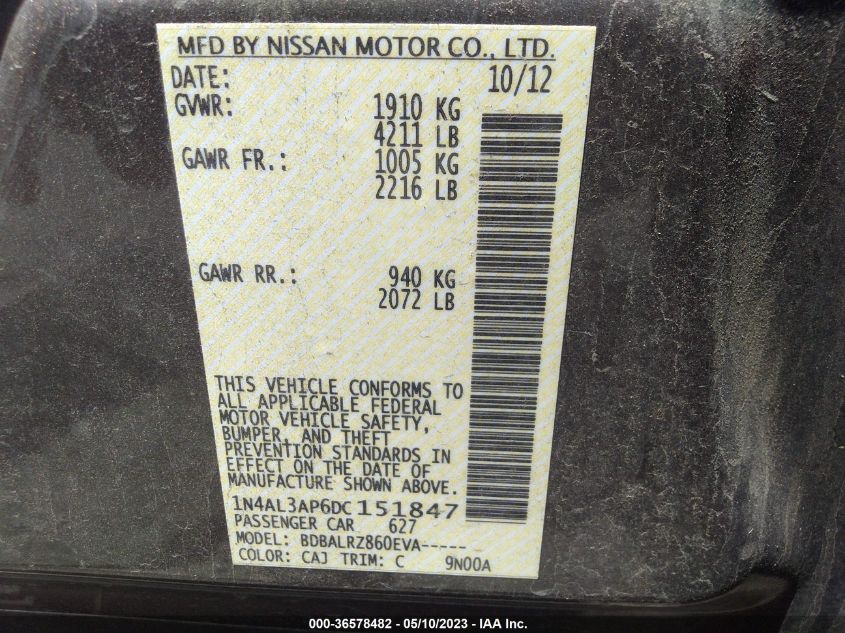 MFD BY NISSAN MOTOR CO., LTD.
DATE: 10/12
GVWR: 1910 KG
4211 LB
GAWR FR.: 1005 KG
2216 LB
GAWR RR.: 940 KG
2072 LB
THIS VEHICLE CONFORMS TO
ALL APPLICABLE FEDERAL
MOTOR VEHICLE SAFETY,
BUMPER, AND THEFT
PREVENTION STANDARDS IN
EFFECT ON THE DATE OF
MANUFACTURE SHOWN ABOVE.
1N4AL3AP6DC151847
PASSENGER CAR 627
MODEL: BDBALRZ860EVA-----
COLOR: CAJ TRIM: C 9N00A
000-36578482 - 05/10/2023 - IAA Inc.